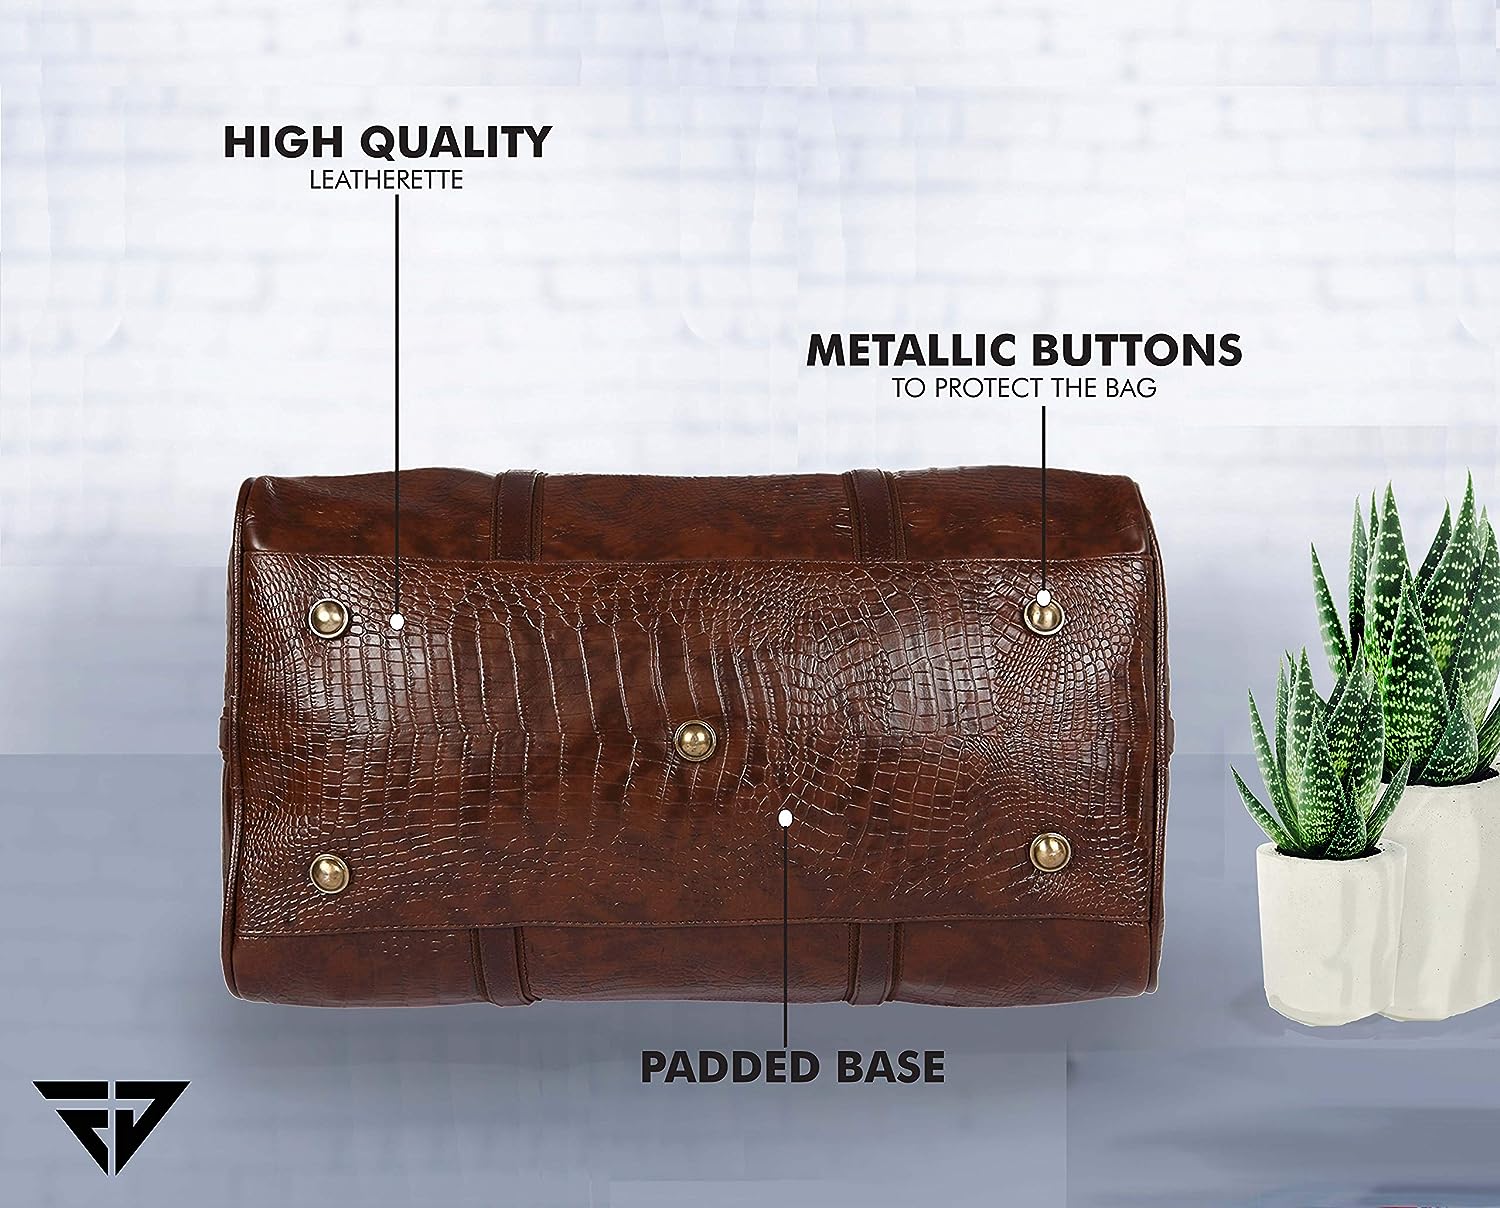 HIGH QUALITY
LEATHERETTE
METALLIC BUTTONS
TO PROTECT THE BAG
PADDED BASE